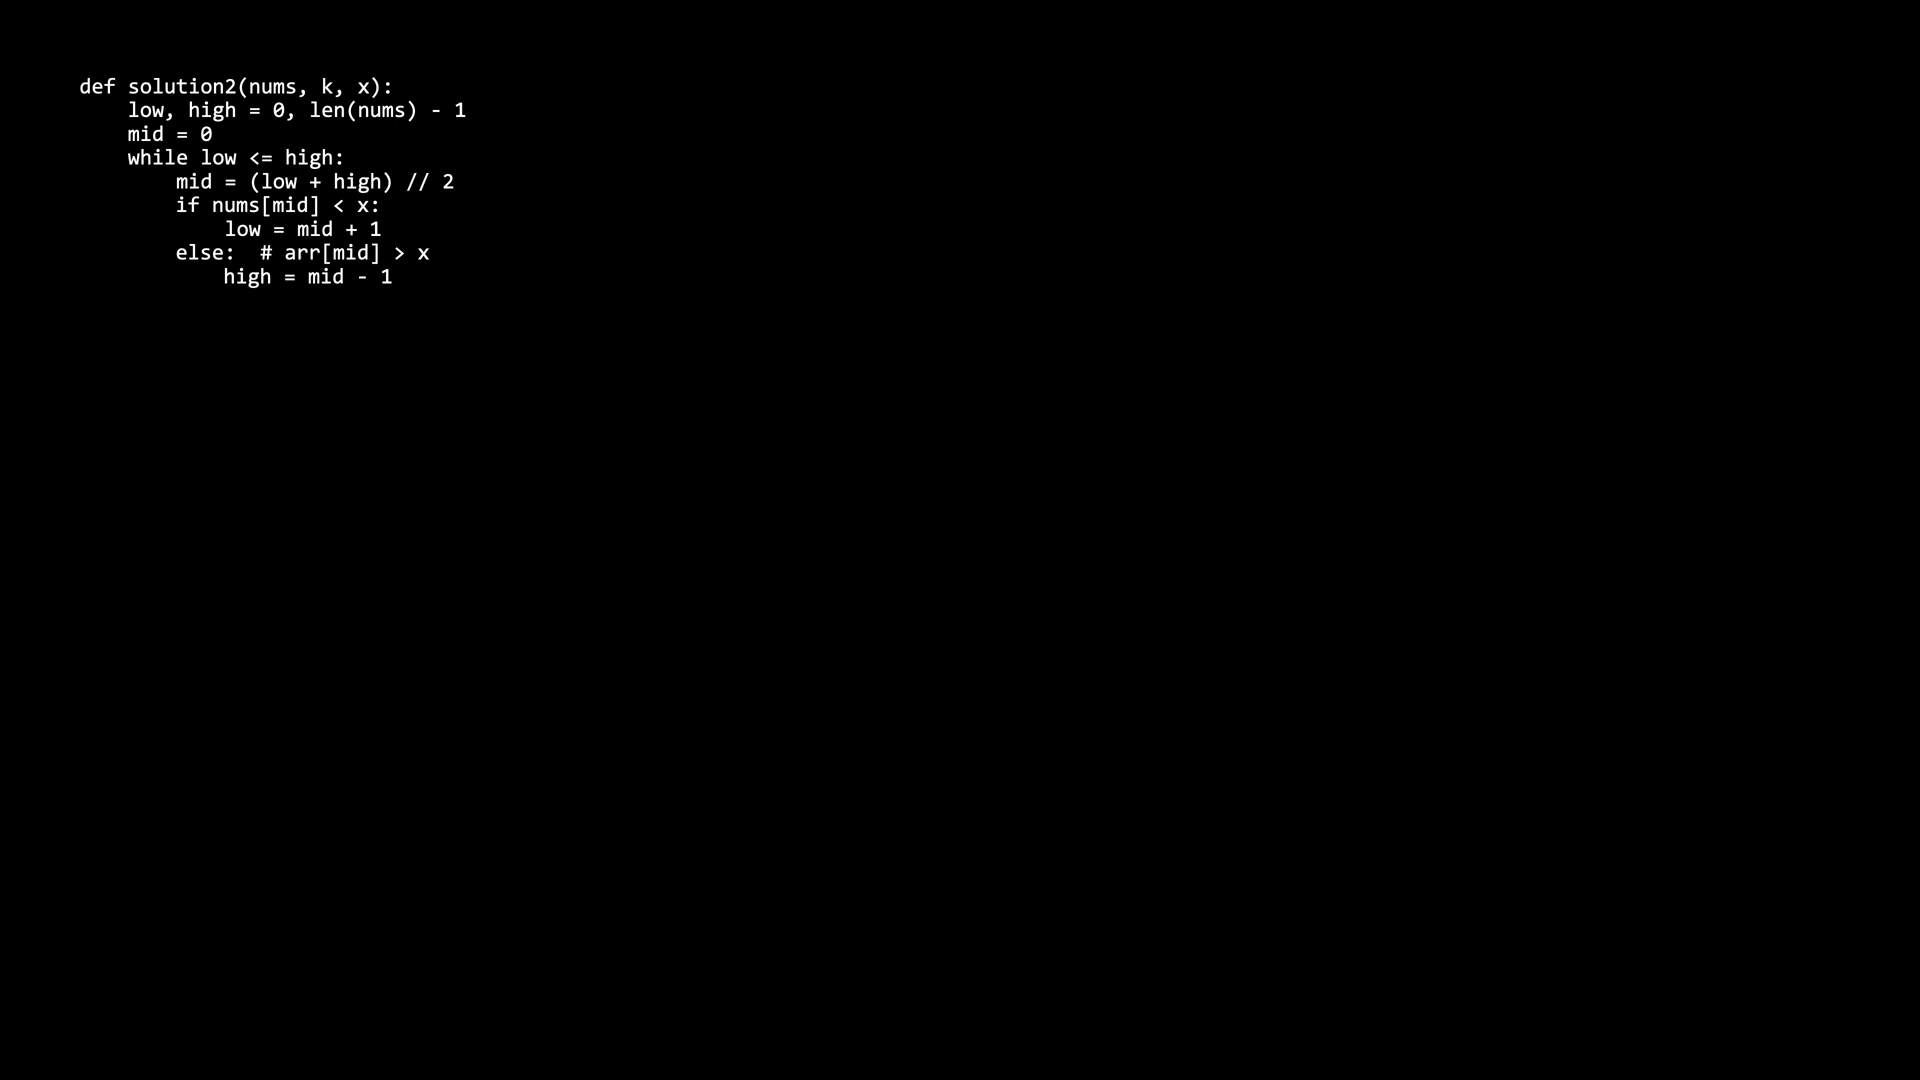 def solution2(nums, k, x):
    low, high = 0, len(nums) - 1
    mid = 0
    while low <= high:
        mid = (low + high) // 2
        if nums[mid] < x:
            low = mid + 1
        else:  # arr[mid] > x
            high = mid - 1